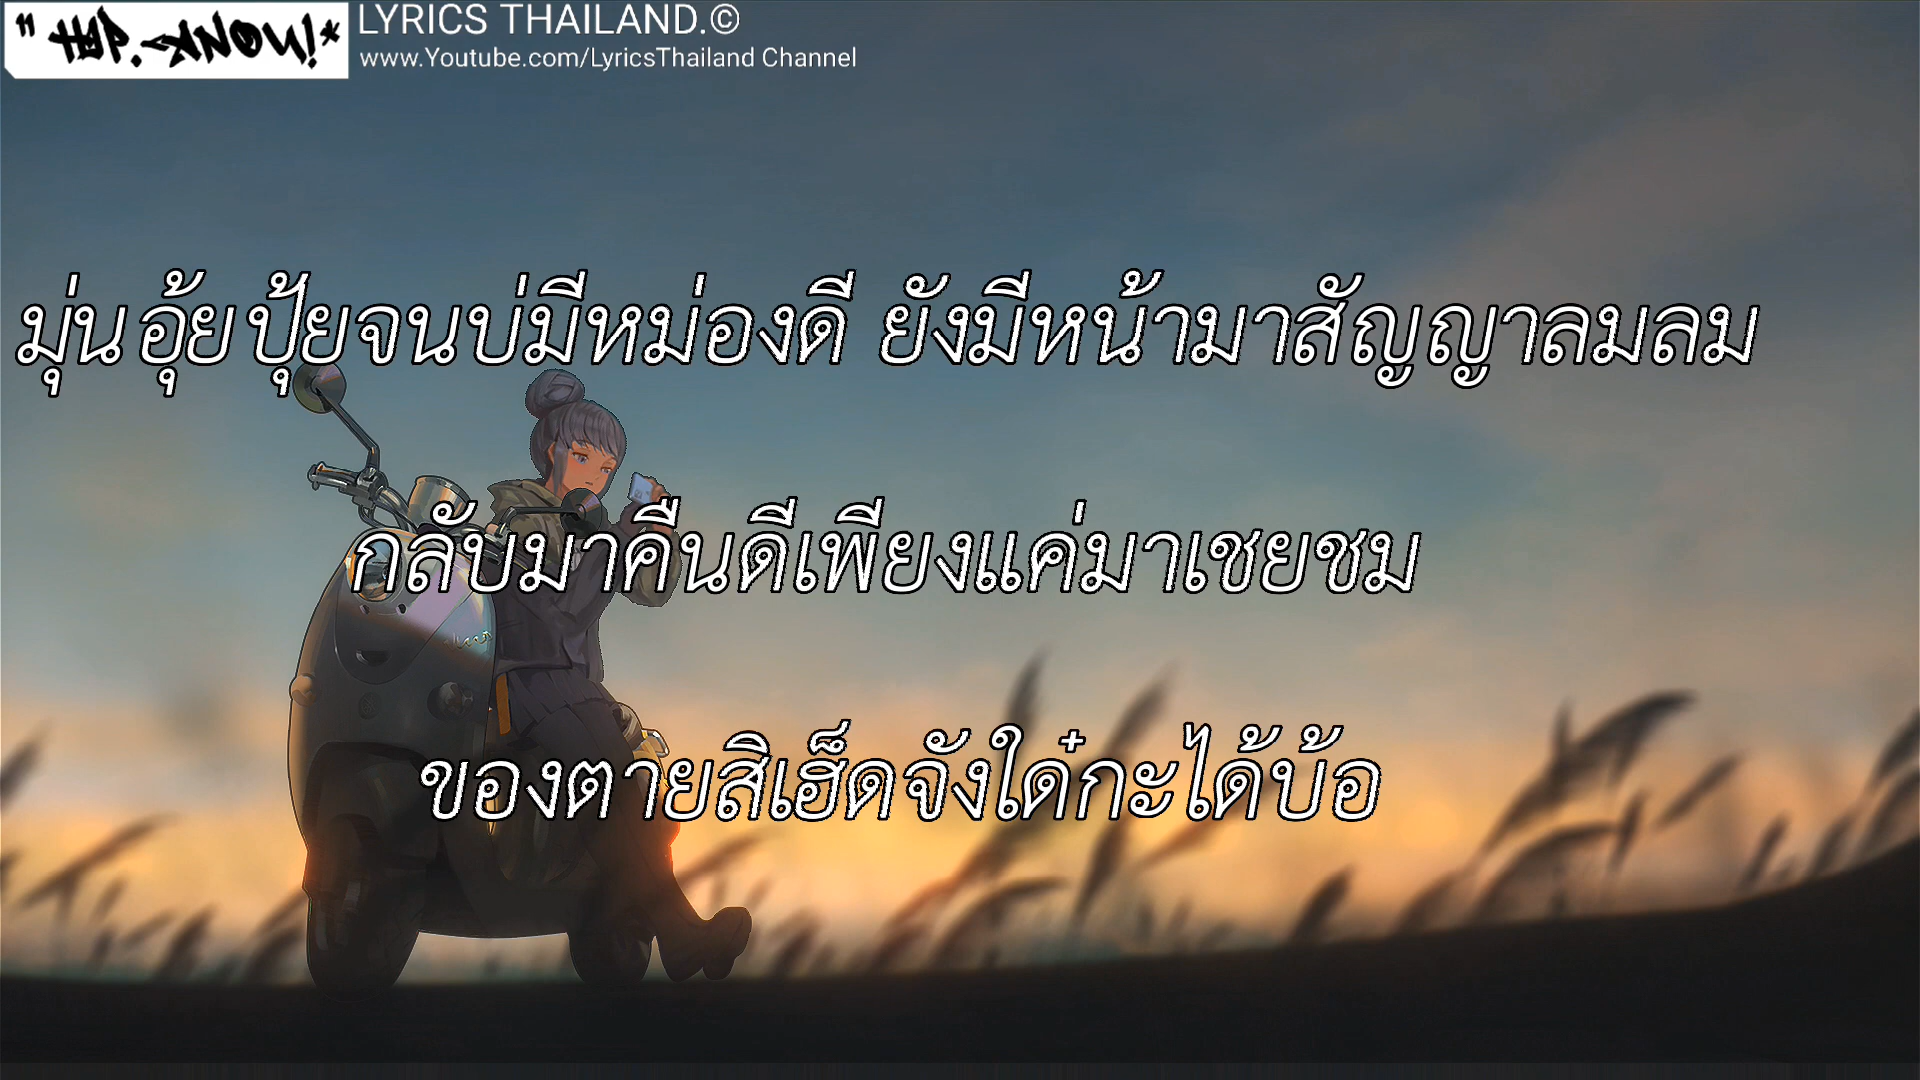 " HAP.-KNOW!*
LYRICS THAILAND.©
www.Youtube.com/LyricsThailand Channel
มุ่นอุ้ยปุ้ยจนบ่มีหม่องดี ยังมีหน้ามาสัญญาลมลม
กลับมาคืนดีเพียงแค่มาเชยชม
ของตายสิเฮ็ดจังใด๋กะได้บ้อ